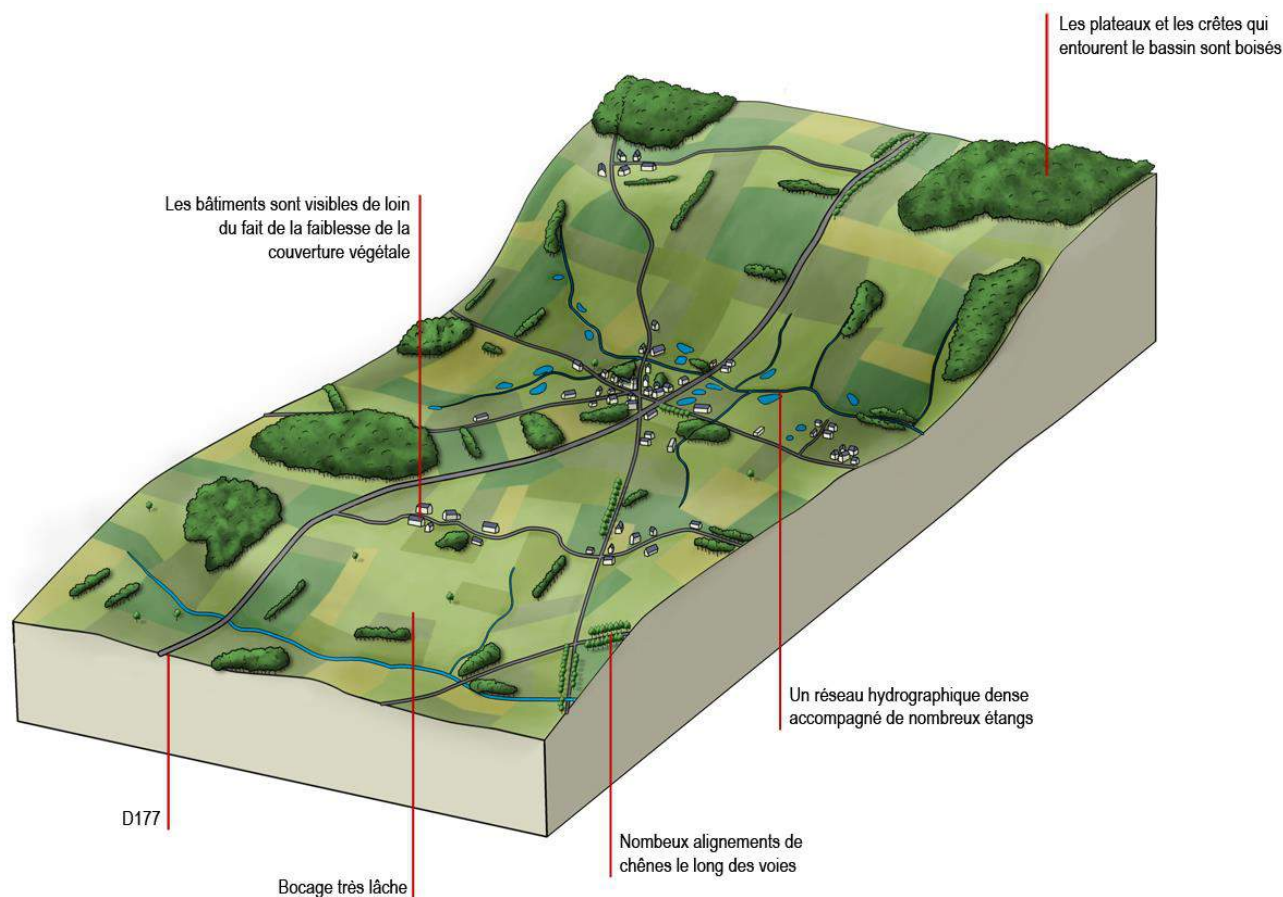 Les plateaux et les crêtes qui
entourent le bassin sont boisés
Les bâtiments sont visibles de loin
du fait de la faiblesse de la
couverture végétale
Un réseau hydrographique dense
accompagné de nombreux étangs
D177
Nombeux alignements de
chênes le long des voies
Bocage très lâche